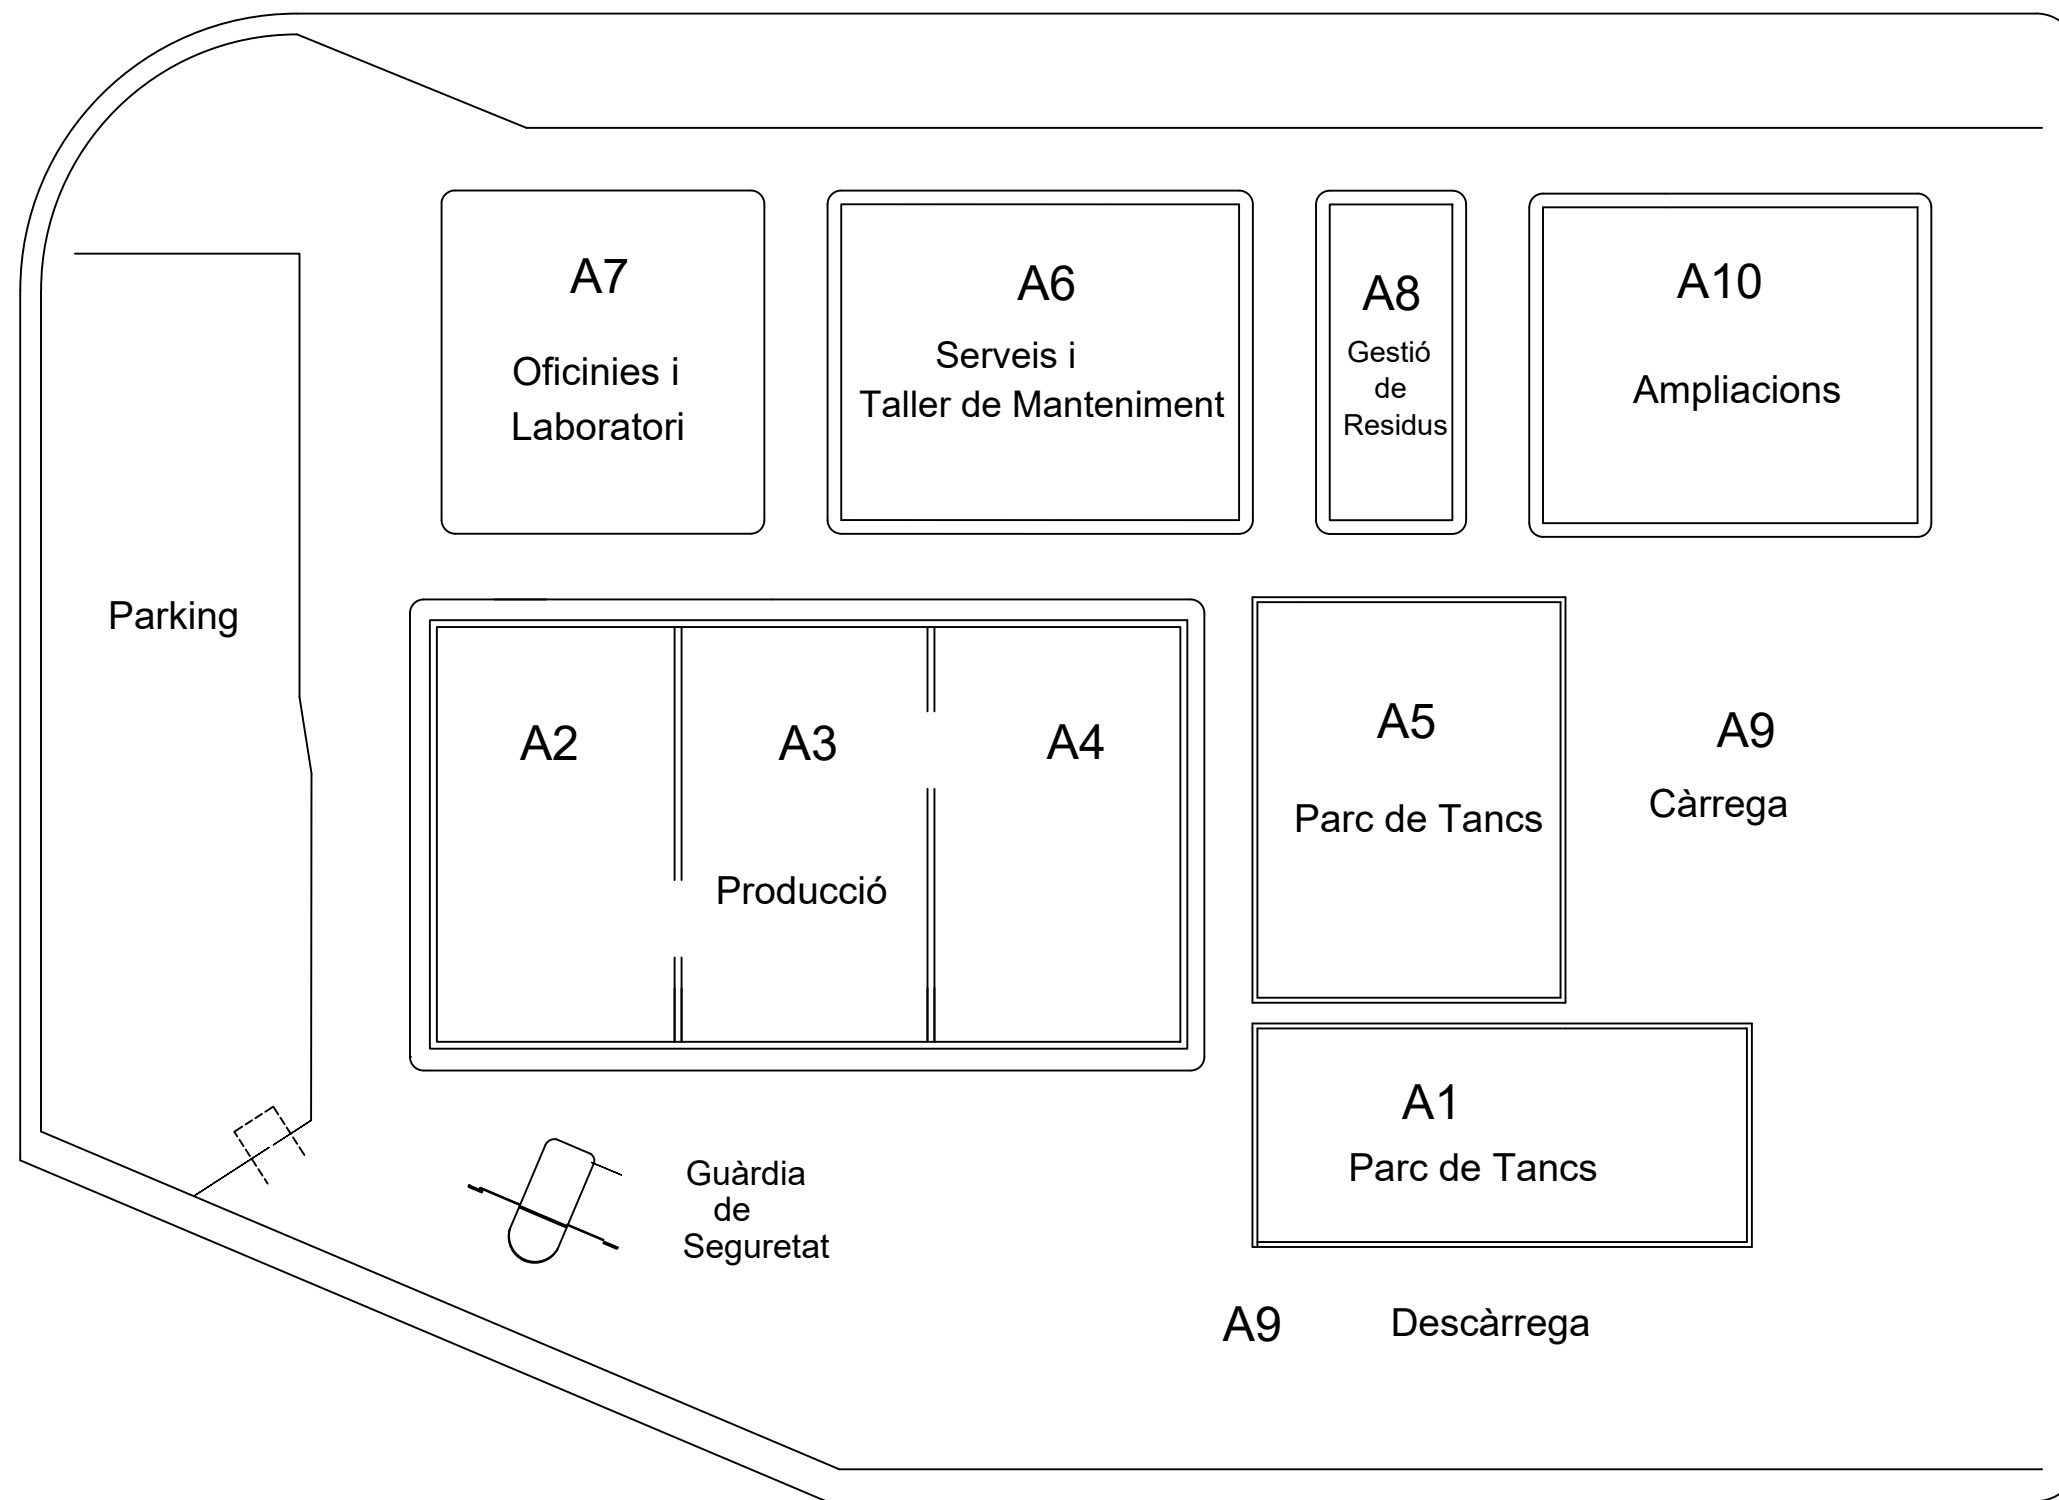 A7
Oficinies i
Laboratori
A6
Serveis i
Taller de Manteniment
A8
Gestió
de
Residus
A10
Ampliacions
Parking
A2
A3
A4
Producció
A5
Parc de Tancs
A9
Càrrega
A1
Parc de Tancs
Guàrdia
de
Seguretat
A9
Descàrrega